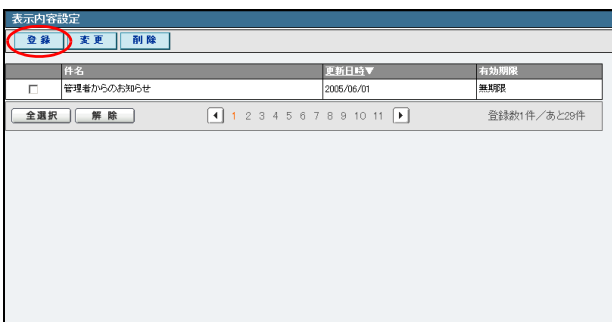 表示内容設定
登録 変更 削除
件名 更新日時▼ 有効期限
管理者からのお知らせ 2005/06/01 無期限
全選択 解除 1 2 3 4 5 6 7 8 9 10 11 登録数1件／あと29件